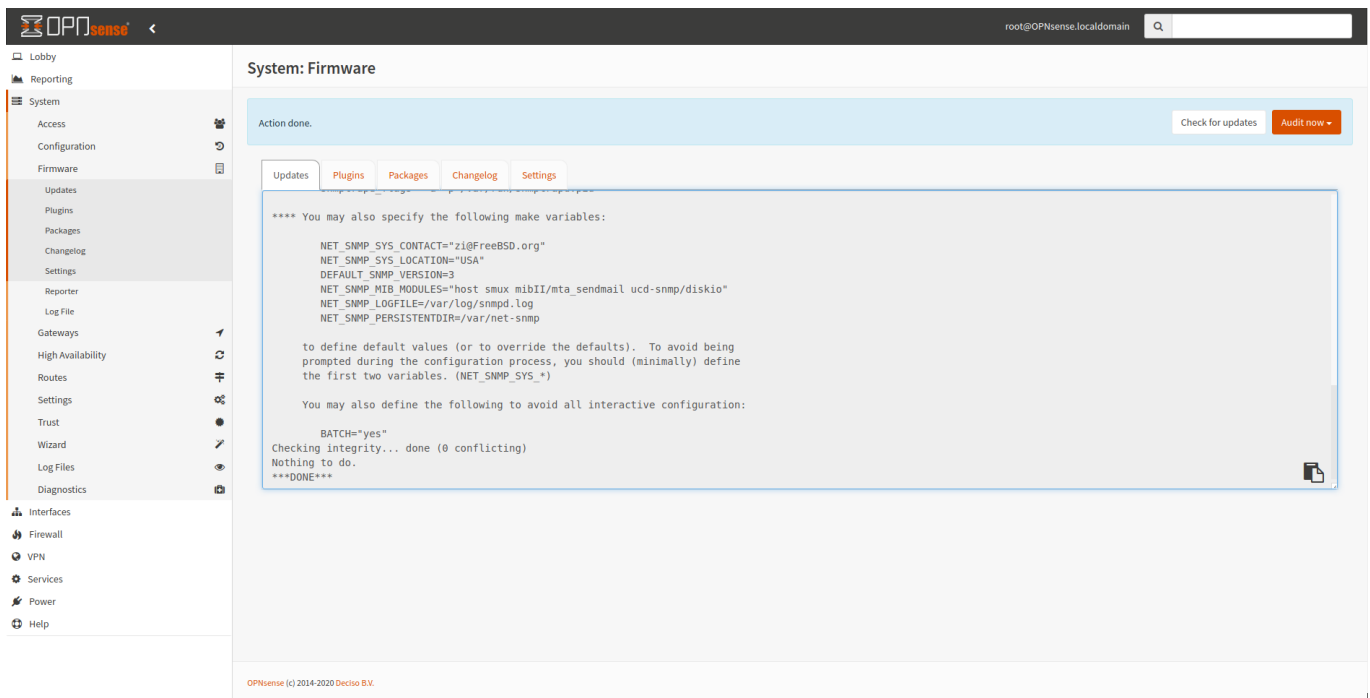 OPNsense
root@OPNsense.localdomain
Lobby
Reporting
System
Access
Configuration
Firmware
Updates
Plugins
Packages
Changelog
Settings
Reporter
Log File
Gateways
High Availability
Routes
Settings
Trust
Wizard
Log Files
Diagnostics
Interfaces
Firewall
VPN
Services
Power
Help
System: Firmware
Action done.
Check for updates
Audit now
Updates Plugins Packages Changelog Settings
**** You may also specify the following make variables:
NET_SNMP_SYS_CONTACT="zi@FreeBSD.org"
NET_SNMP_SYS_LOCATION="USA"
DEFAULT_SNMP_VERSION=3
NET_SNMP_MIB_MODULES="host smux mibII/mta_sendmail ucd-snmp/diskio"
NET_SNMP_LOGFILE=/var/log/snmpd.log
NET_SNMP_PERSISTENTDIR=/var/net-snmp
to define default values (or to override the defaults).  To avoid being
prompted during the configuration process, you should (minimally) define
the first two variables. (NET_SNMP_SYS_*)
You may also define the following to avoid all interactive configuration:
BATCH="yes"
Checking integrity... done (0 conflicting)
Nothing to do.
***DONE***
OPNsense (c) 2014-2020 Deciso B.V.